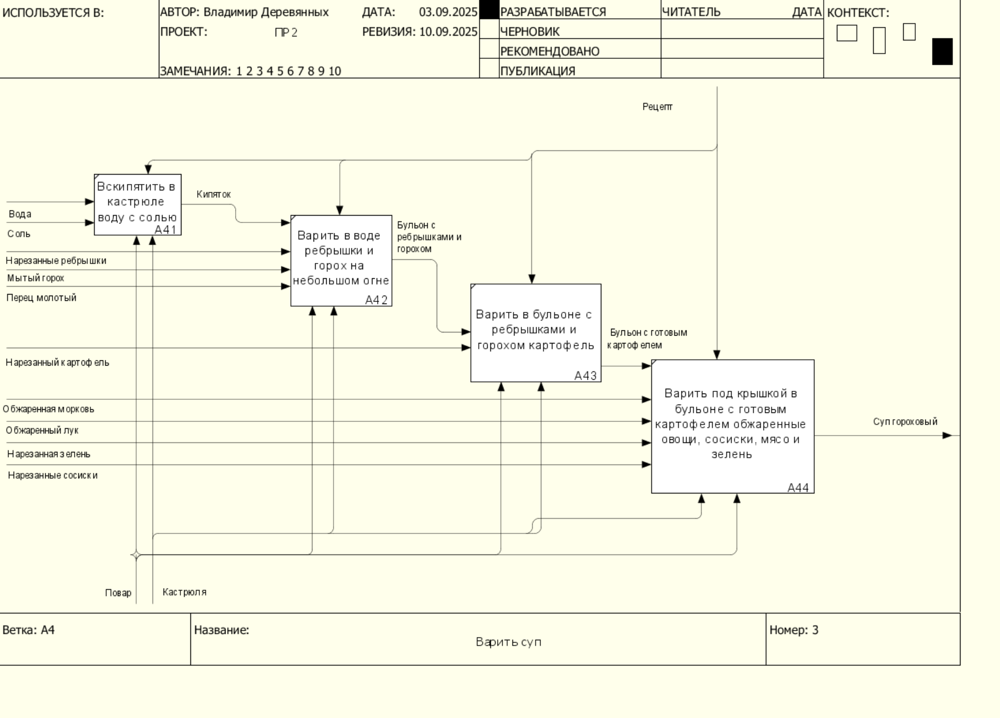 ИСПОЛЬЗУЕТСЯ В:
АВТОР: Владимир Деревянных
ДАТА: 03.09.2025
РАЗРАБАТЫВАЕТСЯ
ЧИТАТЕЛЬ
ДАТА
КОНТЕКСТ:
ПРОЕКТ: ПР2
РЕВИЗИЯ: 10.09.2025
ЧЕРНОВИК
РЕКОМЕНДОВАНО
ЗАМЕЧАНИЯ: 1 2 3 4 5 6 7 8 9 10
ПУБЛИКАЦИЯ
Рецепт
Вскипятить в
кастрюле
воду с солью
A41
Кипяток
Вода
Соль
Варить в воде
ребрышки и
горох на
небольшом огне
A42
Бульон с
ребрышками и
горохом
Нарезанные ребрышки
Мытый горох
Перец молотый
Варить в бульоне с
ребрышками и
горохом картофель
A43
Бульон с готовым
картофелем
Нарезанный картофель
Варить под крышкой в
бульоне с готовым
картофелем обжаренные
овощи, сосиски, мясо и
зелень
A44
Обжаренная морковь
Обжаренный лук
Нарезанная зелень
Нарезанные сосиски
Суп гороховый
Повар
Кастрюля
Ветка: A4
Название:
Варить суп
Номер: 3